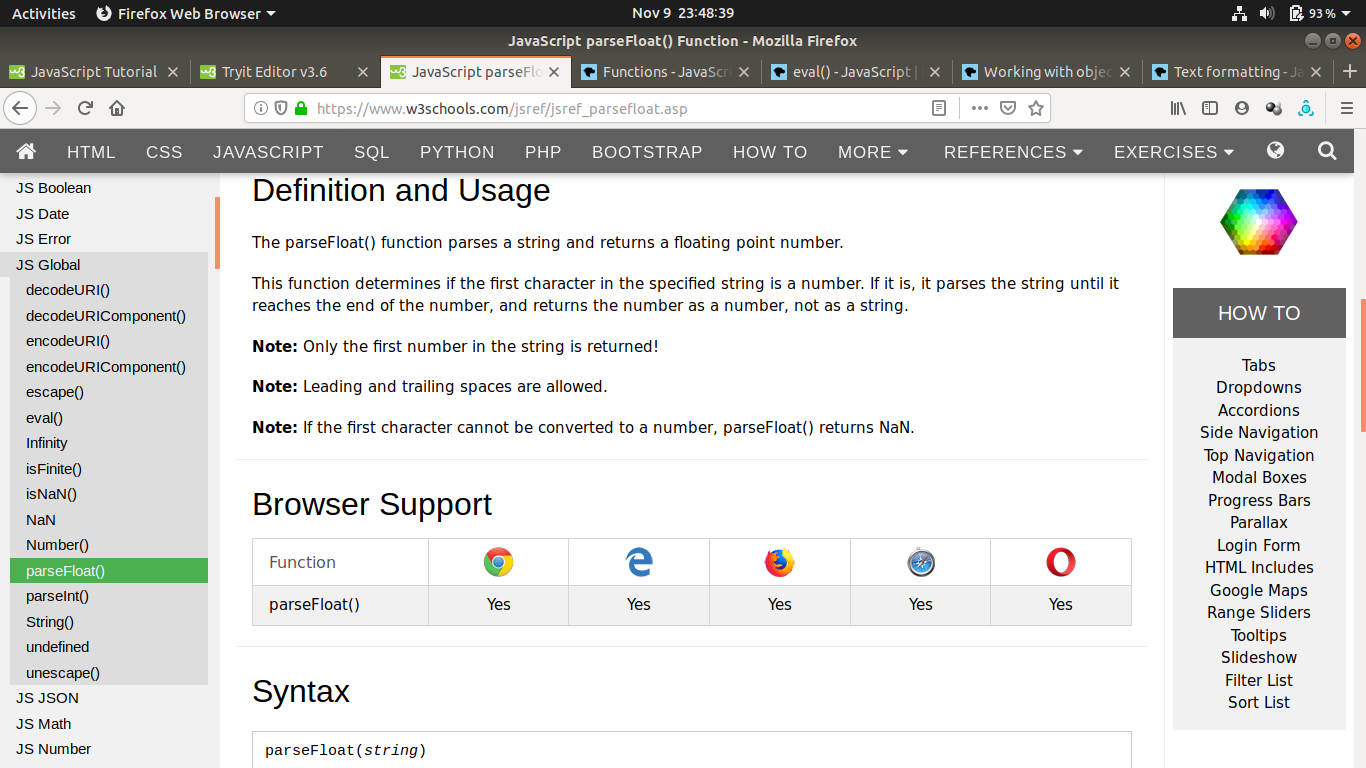 Activities
Firefox Web Browser
Nov 9 23:48:39
93%
JavaScript parseFloat() Function - Mozilla Firefox
JavaScript Tutorial
Tryit Editor v3.6
JavaScript parseFlo
Functions - JavaScri
eval() - JavaScript |
Working with objec
Text formatting - Ja
https://www.w3schools.com/jsref/jsref_parsefloat.asp
HTML
CSS
JAVASCRIPT
SQL
PYTHON
PHP
BOOTSTRAP
HOW TO
MORE
REFERENCES
EXERCISES
JS Boolean
JS Date
JS Error
JS Global
decodeURI()
decodeURIComponent()
encodeURI()
encodeURIComponent()
escape()
eval()
Infinity
isFinite()
isNaN()
NaN
Number()
parseFloat()
parseInt()
String()
undefined
unescape()
JS JSON
JS Math
JS Number
Definition and Usage
The parseFloat() function parses a string and returns a floating point number.
This function determines if the first character in the specified string is a number. If it is, it parses the string until it
reaches the end of the number, and returns the number as a number, not as a string.
Note: Only the first number in the string is returned!
Note: Leading and trailing spaces are allowed.
Note: If the first character cannot be converted to a number, parseFloat() returns NaN.
Browser Support
Function
parseFloat() Yes Yes Yes Yes Yes
Syntax
parseFloat(string)
HOW TO
Tabs
Dropdowns
Accordions
Side Navigation
Top Navigation
Modal Boxes
Progress Bars
Parallax
Login Form
HTML Includes
Google Maps
Range Sliders
Tooltips
Slideshow
Filter List
Sort List